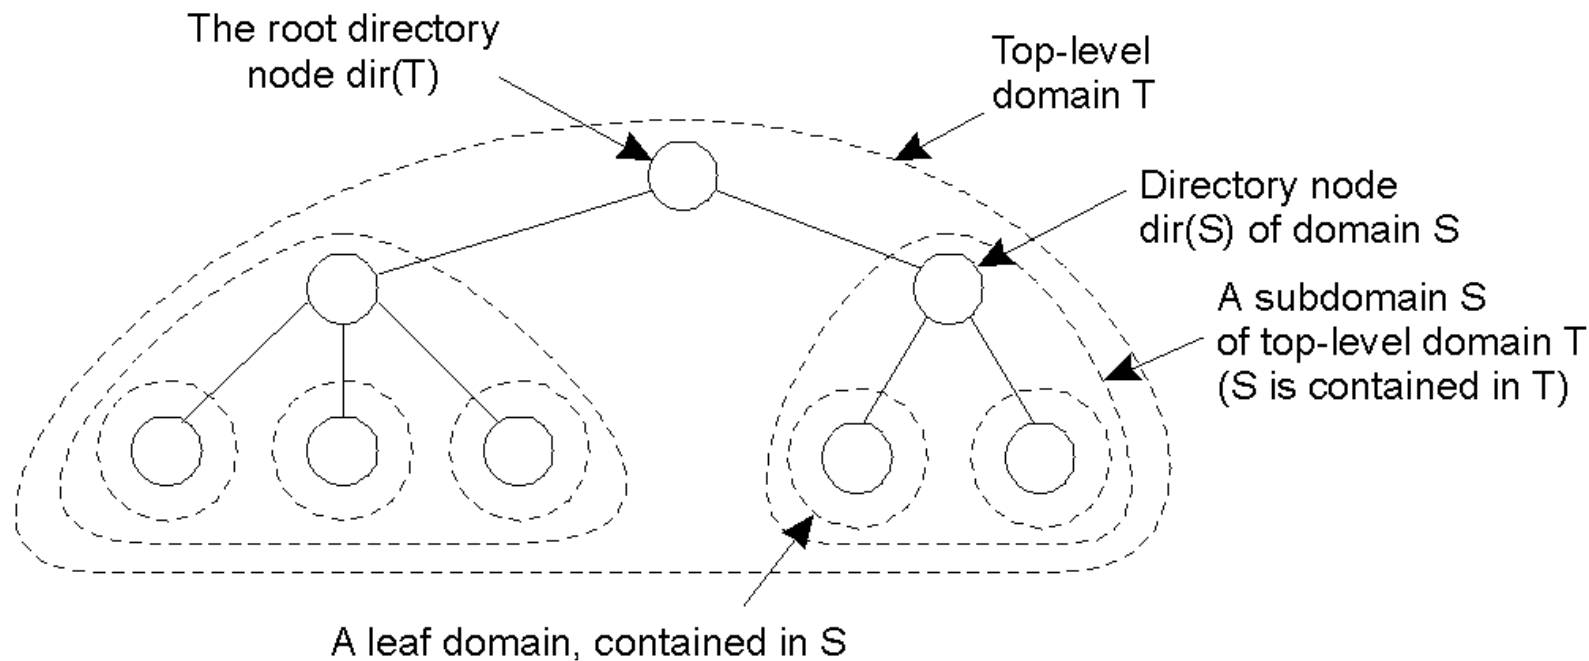 The root directory
node dir(T)
Top-level
domain T
Directory node
dir(S) of domain S
A subdomain S
of top-level domain T
(S is contained in T)
A leaf domain, contained in S